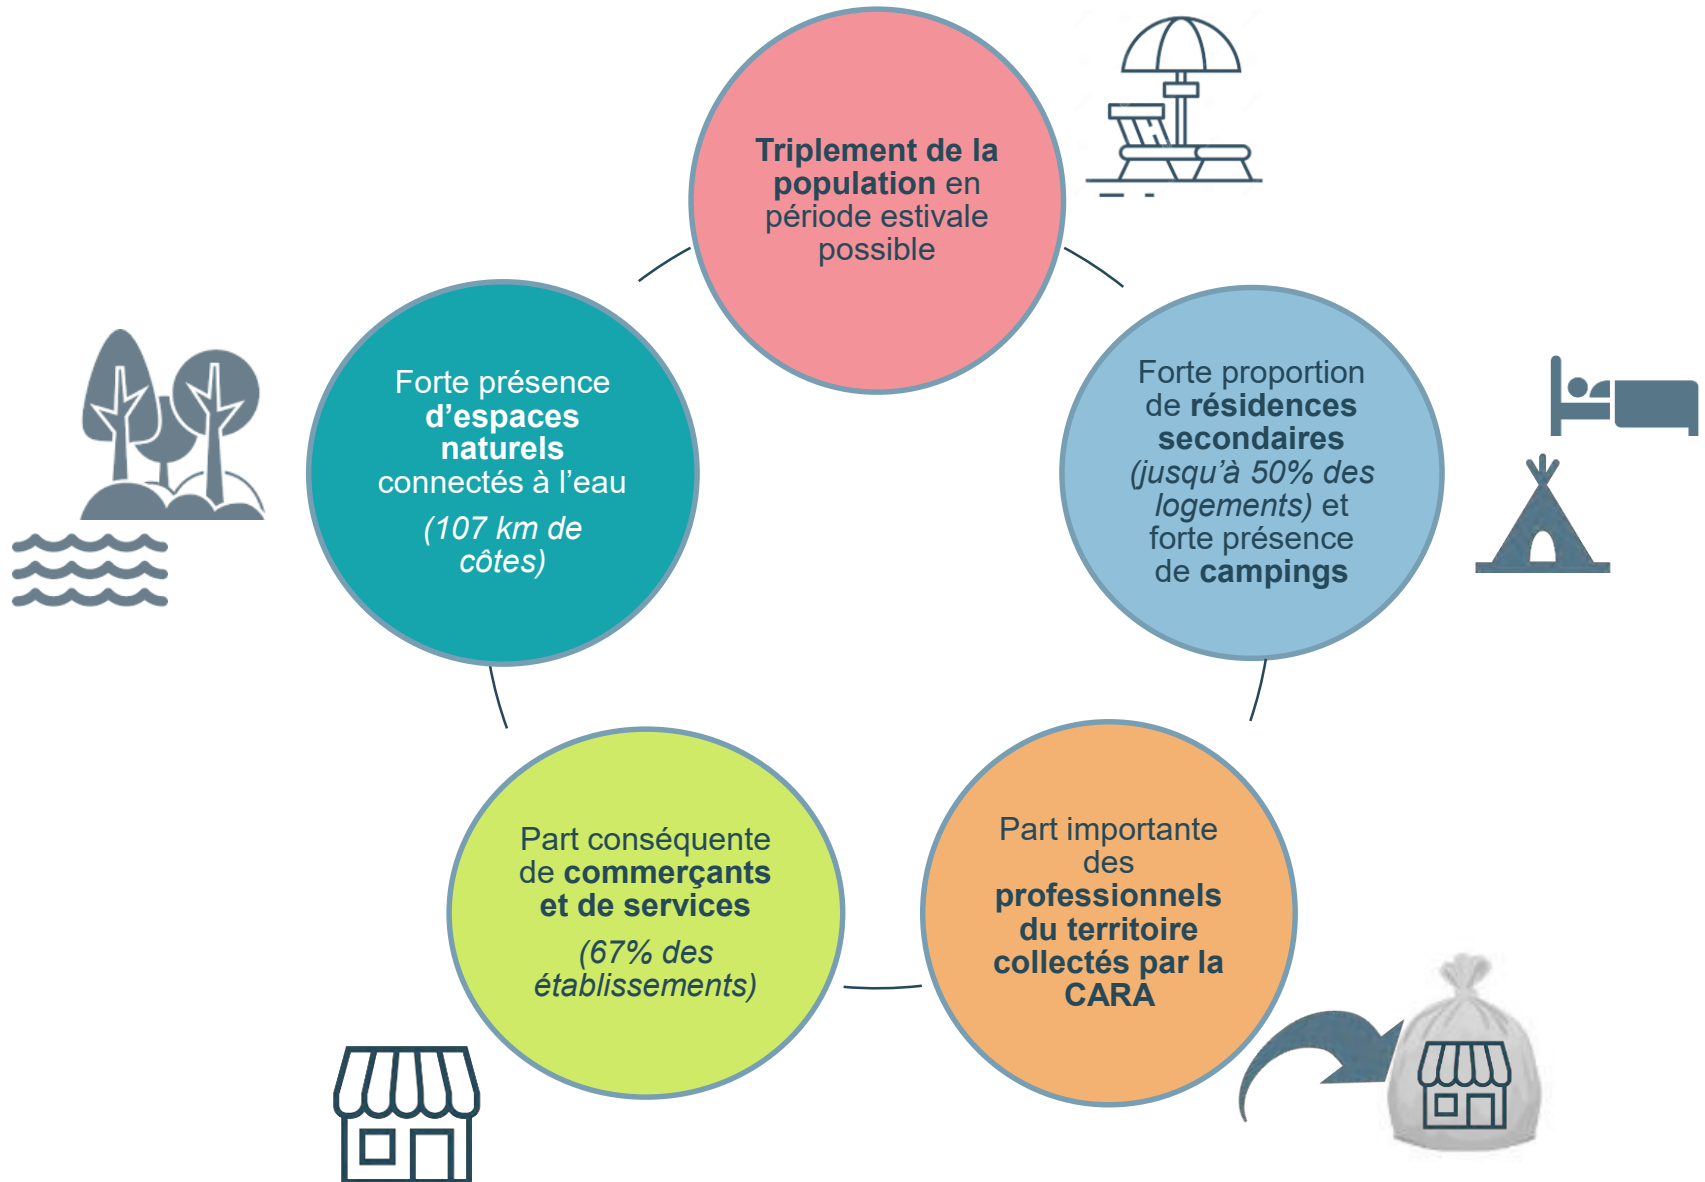 Triplement de la
population en
période estivale
possible
Forte présence
d’espaces
naturels
connectés à l’eau
(107 km de
côtes)
Forte proportion
de résidences
secondaires
(jusqu’à 50% des
logements) et
forte présence
de campings
Part conséquente
de commerçants
et de services
(67% des
établissements)
Part importante
des
professionnels
du territoire
collectés par la
CARA